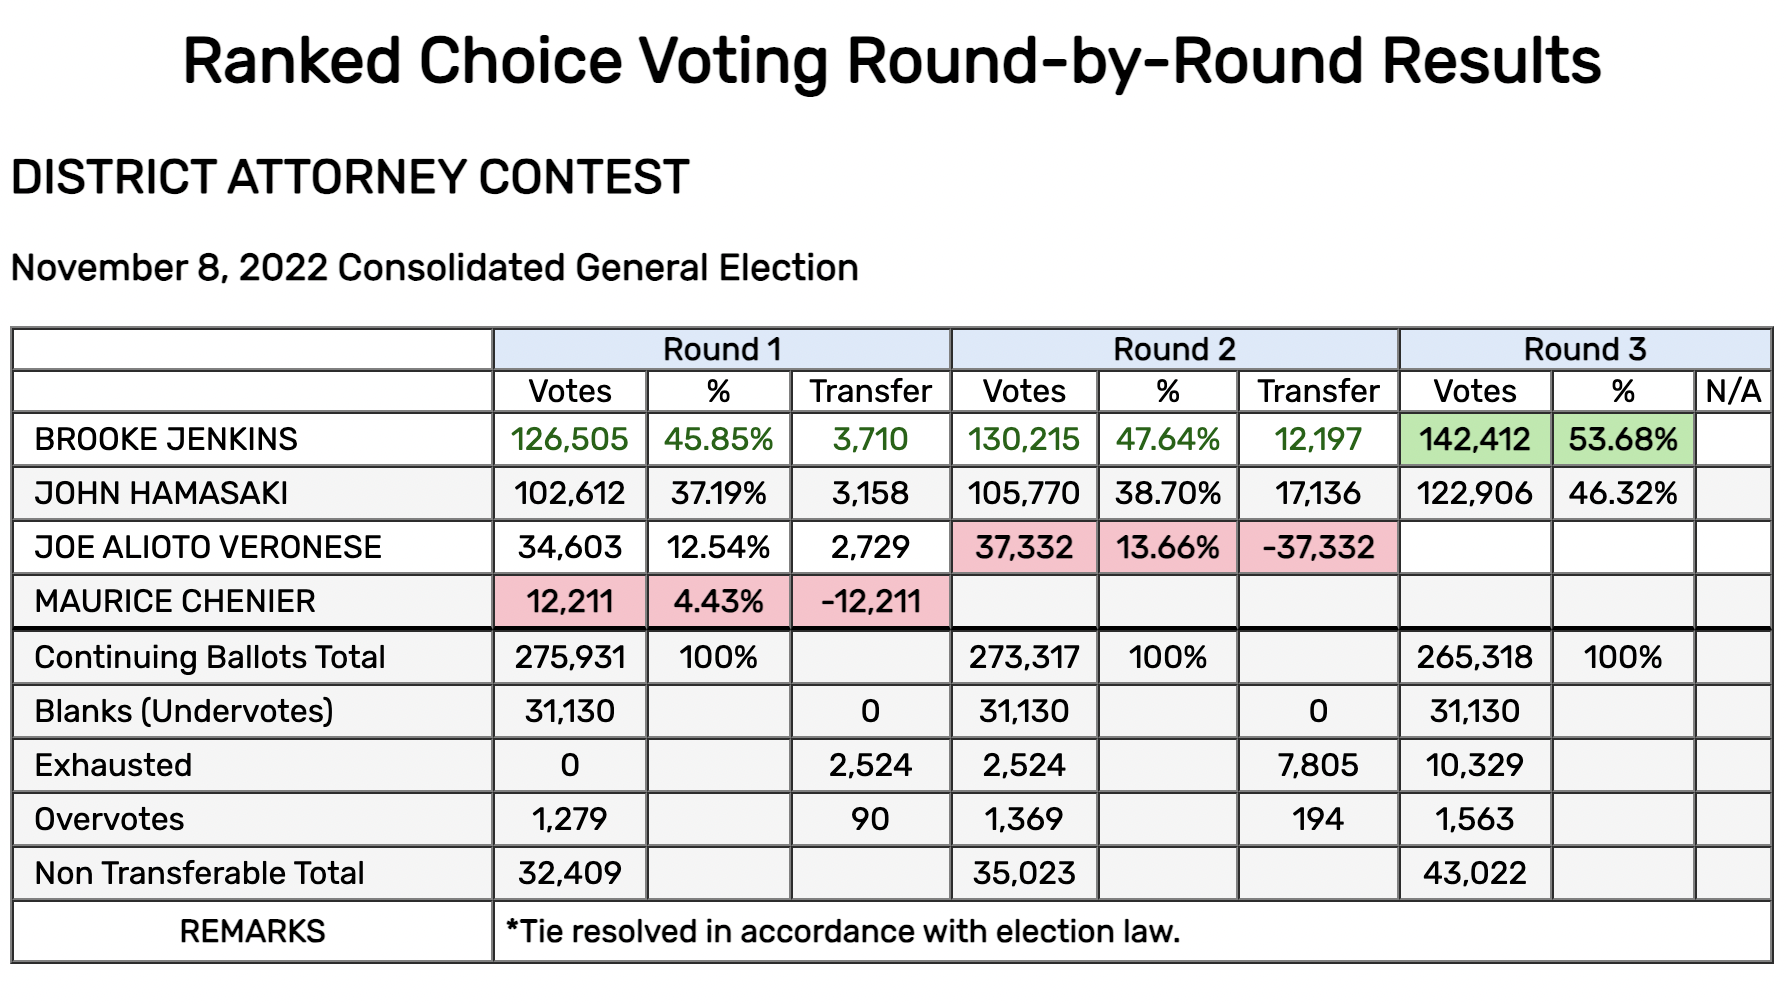 Ranked Choice Voting Round-by-Round Results
DISTRICT ATTORNEY CONTEST
November 8, 2022 Consolidated General Election
Round 1 Round 2 Round 3
Votes % Transfer Votes % Transfer Votes % N/A
BROOKE JENKINS 126,505 45.85% 3,710 130,215 47.64% 12,197 142,412 53.68%
JOHN HAMASAKI 102,612 37.19% 3,158 105,770 38.70% 17,136 122,906 46.32%
JOE ALIOTO VERONESE 34,603 12.54% 2,729 37,332 13.66% -37,332
MAURICE CHENIER 12,211 4.43% -12,211
Continuing Ballots Total 275,931 100% 273,317 100% 265,318 100%
Blanks (Undervotes) 31,130 0 31,130 0 31,130
Exhausted 0 2,524 2,524 7,805 10,329
Overvotes 1,279 90 1,369 194 1,563
Non Transferable Total 32,409 35,023 43,022
REMARKS *Tie resolved in accordance with election law.